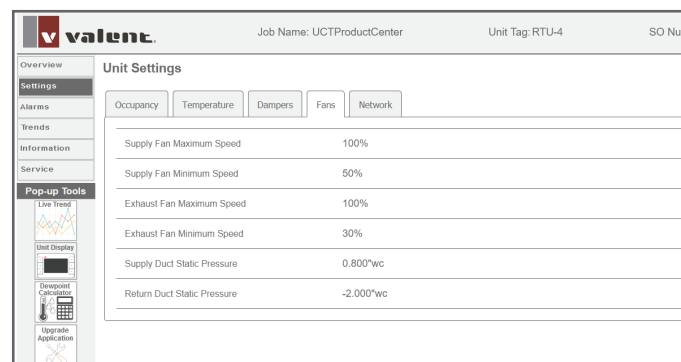 valent.
Job Name: UCTProductCenter
Unit Tag: RTU-4
SO Nu
Overview
Settings
Alarms
Trends
Information
Service
Pop-up Tools
Live Trend
Unit Display
Dewpoint
Calculator
Upgrade
Application
Unit Settings
Occupancy
Temperature
Dampers
Fans
Network
Supply Fan Maximum Speed 100%
Supply Fan Minimum Speed 50%
Exhaust Fan Maximum Speed 100%
Exhaust Fan Minimum Speed 30%
Supply Duct Static Pressure 0.800"wc
Return Duct Static Pressure -2.000"wc